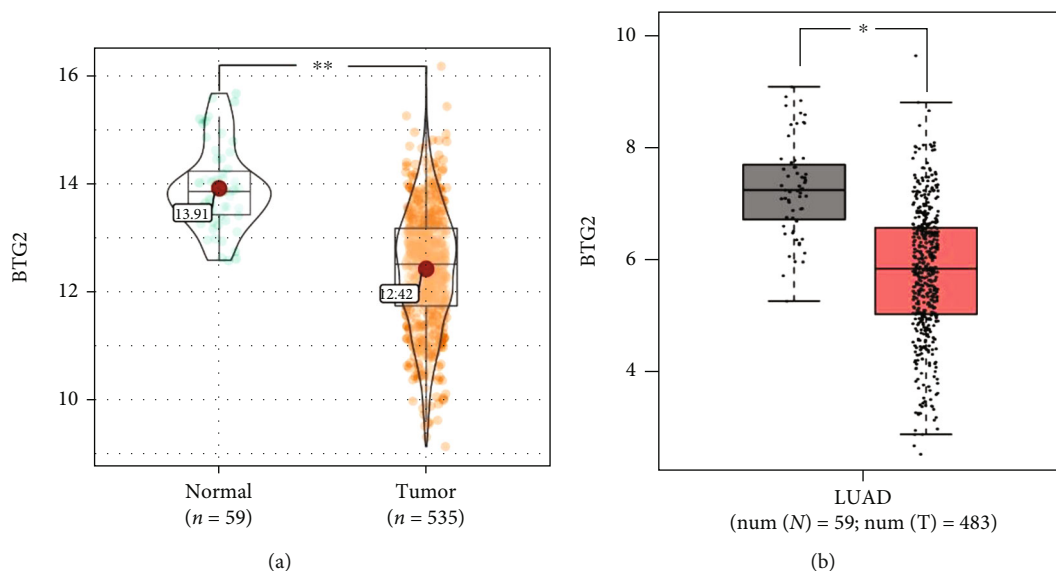 BTG2
16
14
12
10
**
13.91
12.42
Normal
(n = 59)
Tumor
(n = 535)
(a)
BTG2
10
8
6
4
*
LUAD
(num (N) = 59; num (T) = 483)
(b)